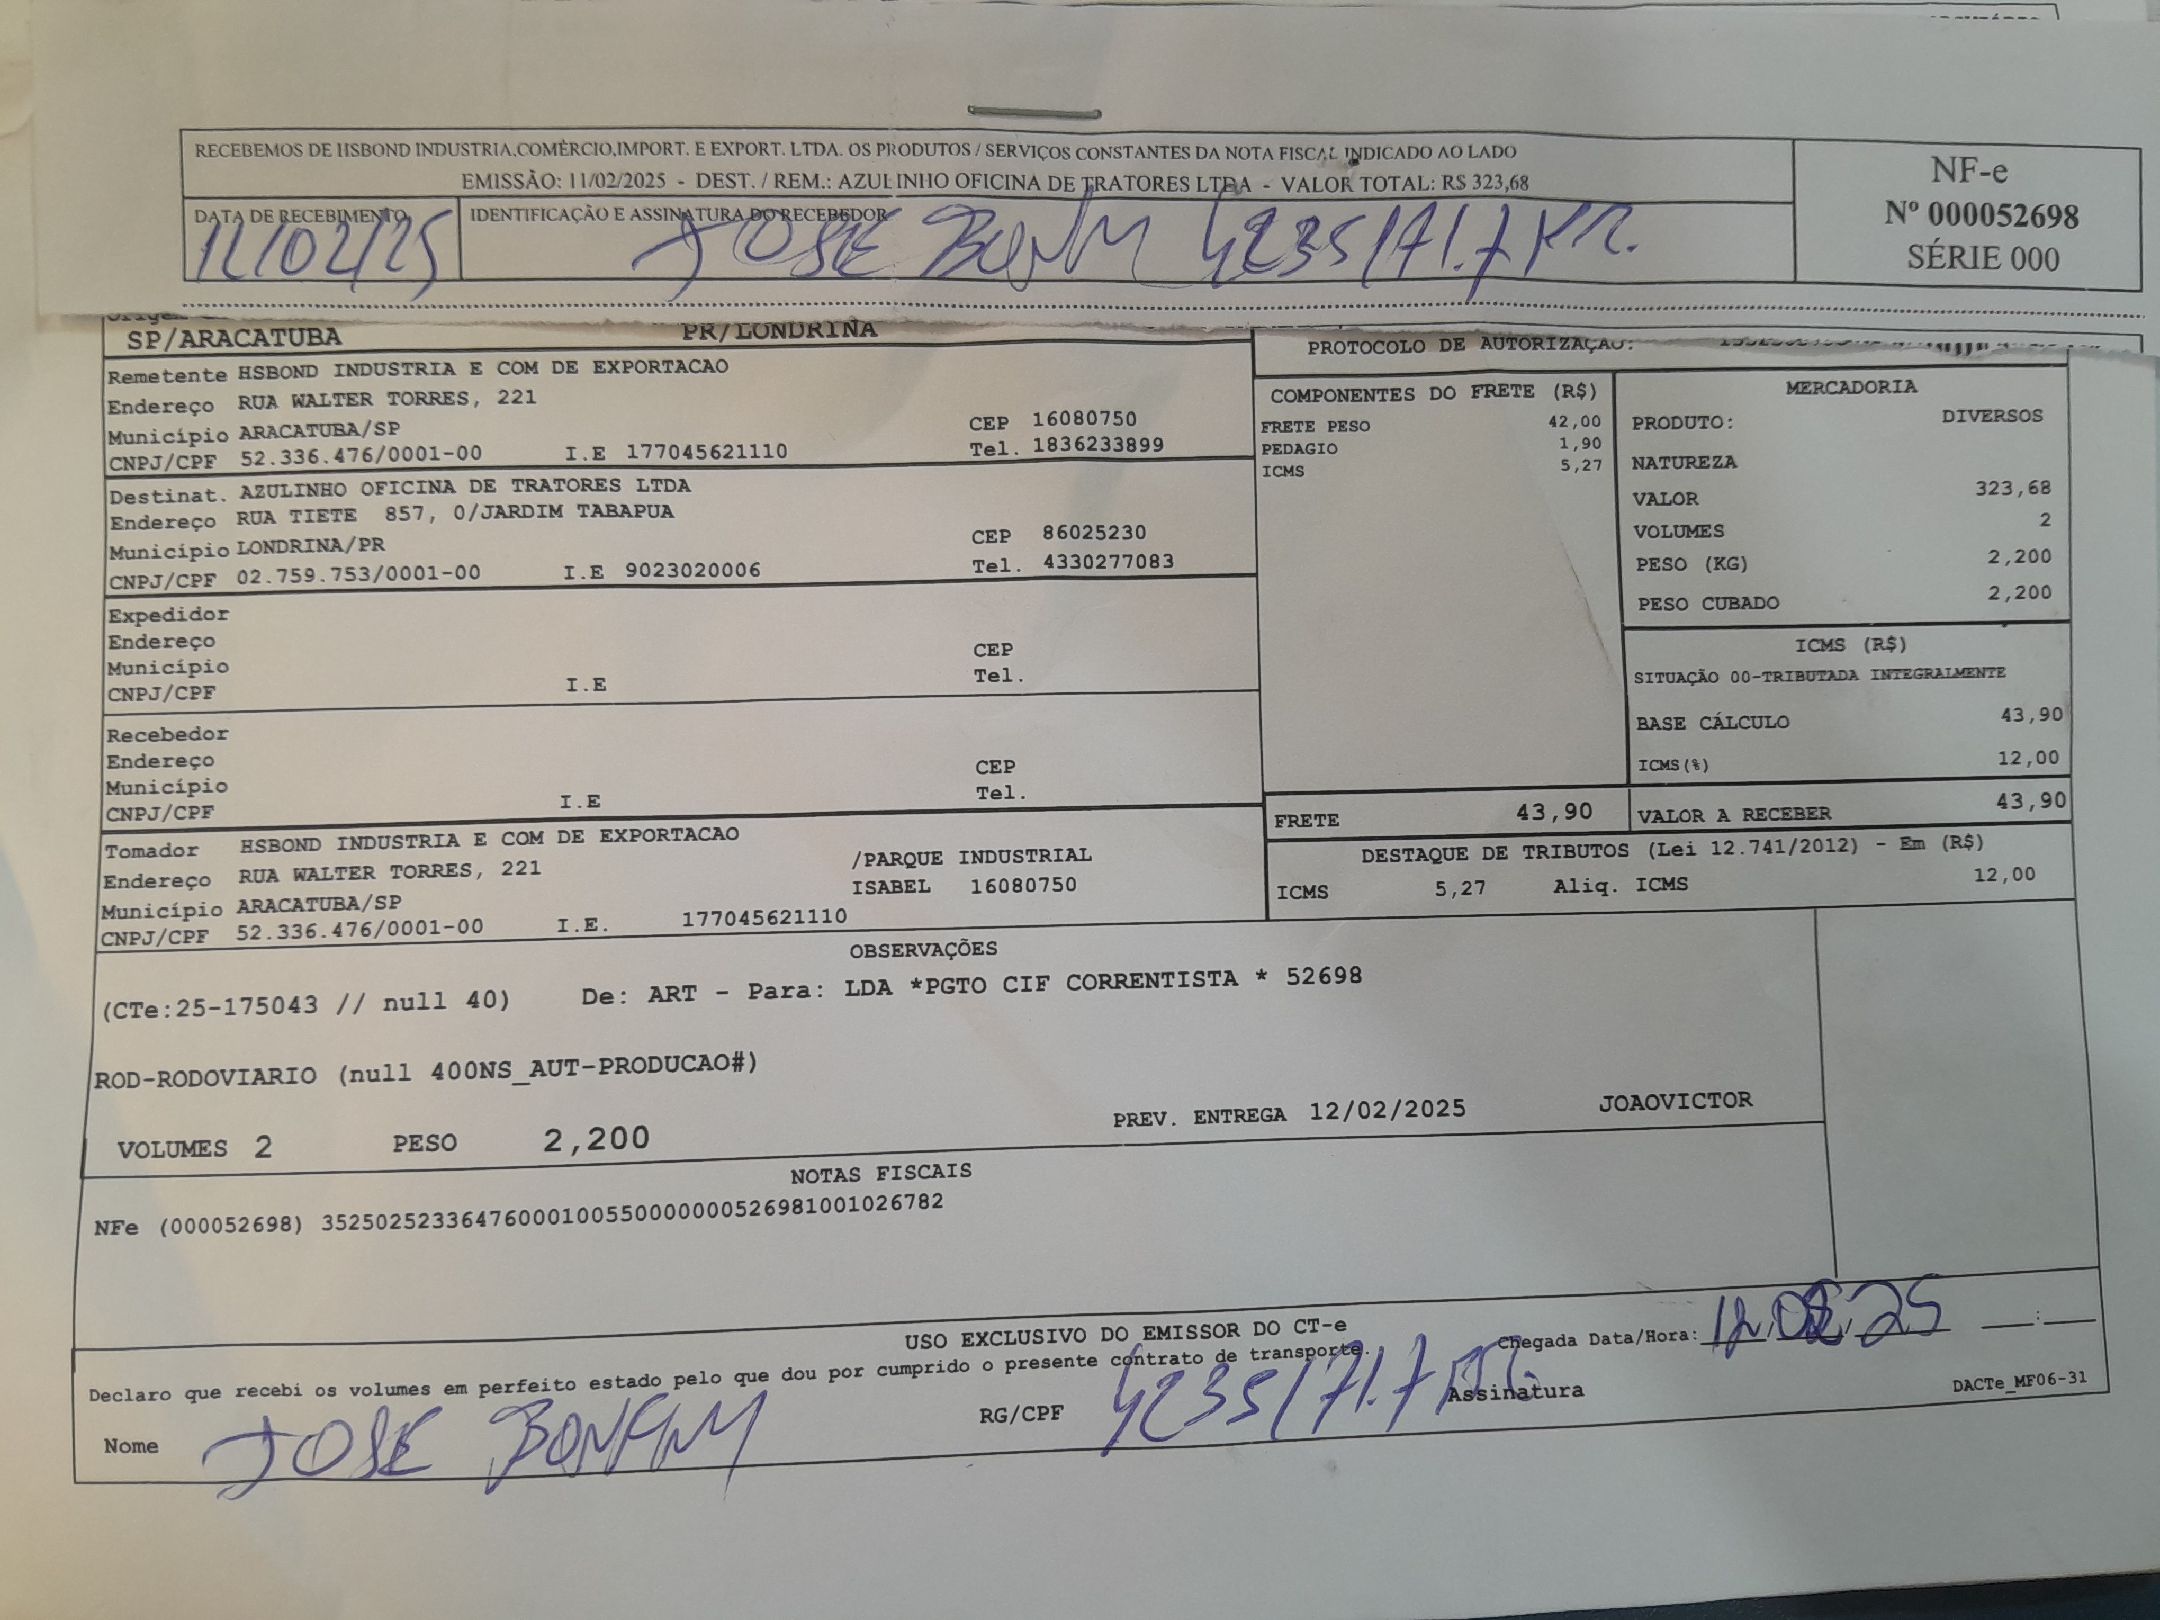 RECEBEMOS DE HSBOND INDUSTRIA,COMÉRCIO,IMPORT. E EXPORT. LTDA. OS PRODUTOS / SERVIÇOS CONSTANTES DA NOTA FISCAL INDICADO AO LADO
EMISSÃO: 11/02/2025 - DEST. / REM.: AZULINHO OFICINA DE TRATORES LTDA - VALOR TOTAL: R$ 323,68
NF-e
Nº 000052698
SÉRIE 000
DATA DE RECEBIMENTO
12/02/25
IDENTIFICAÇÃO E ASSINATURA DO RECEBEDOR
JOSE 4235171.7
SP/ARACATUBA PR/LONDRINA
PROTOCOLO DE AUTORIZAÇÃO:
Remetente HSBOND INDUSTRIA E COM DE EXPORTACAO
Endereço RUA WALTER TORRES, 221
Município ARACATUBA/SP CEP 16080750
CNPJ/CPF 52.336.476/0001-00 I.E 177045621110 Tel. 1836233899
Destinat. AZULINHO OFICINA DE TRATORES LTDA
Endereço RUA TIETE 857, 0/JARDIM TABAPUA
Município LONDRINA/PR CEP 86025230
CNPJ/CPF 02.759.753/0001-00 I.E 9023020006 Tel. 4330277083
Expedidor
Endereço
Município CEP
CNPJ/CPF I.E Tel.
Recebedor
Endereço
Município CEP
CNPJ/CPF I.E Tel.
Tomador HSBOND INDUSTRIA E COM DE EXPORTACAO
Endereço RUA WALTER TORRES, 221 /PARQUE INDUSTRIAL
Município ARACATUBA/SP ISABEL 16080750
CNPJ/CPF 52.336.476/0001-00 I.E. 177045621110
COMPONENTES DO FRETE (R$)
FRETE PESO 42,00
PEDAGIO 1,90
ICMS 5,27
MERCADORIA
PRODUTO: DIVERSOS
NATUREZA
VALOR 323,68
VOLUMES 2
PESO (KG) 2,200
PESO CUBADO 2,200
ICMS (R$)
SITUAÇÃO 00-TRIBUTADA INTEGRALMENTE
BASE CÁLCULO 43,90
ICMS(%) 12,00
FRETE 43,90 VALOR A RECEBER 43,90
DESTAQUE DE TRIBUTOS (Lei 12.741/2012) - Em (R$)
ICMS 5,27 Aliq. ICMS 12,00
OBSERVAÇÕES
(CTe:25-175043 // null 40) De: ART - Para: LDA *PGTO CIF CORRENTISTA * 52698
ROD-RODOVIARIO (null 400NS_AUT-PRODUCAO#)
VOLUMES 2 PESO 2,200 PREV. ENTREGA 12/02/2025 JOAOVICTOR
NOTAS FISCAIS
NFe (000052698) 35250252336476000100550000000526981001026782
USO EXCLUSIVO DO EMISSOR DO CT-e
Declaro que recebi os volumes em perfeito estado pelo que dou por cumprido o presente contrato de transporte.
Chegada Data/Hora: 12.02.25 __:__
Nome JOSE RG/CPF 4235171.7 Assinatura
DACTe_MF06-31